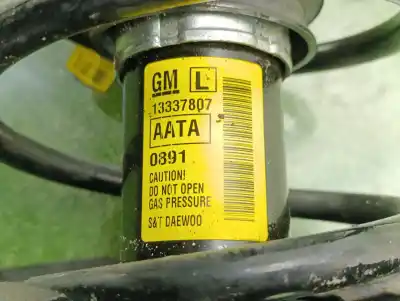 GM L
13337807
AATA
0891
CAUTION!
DO NOT OPEN
GAS PRESSURE
S&T DAEWOO